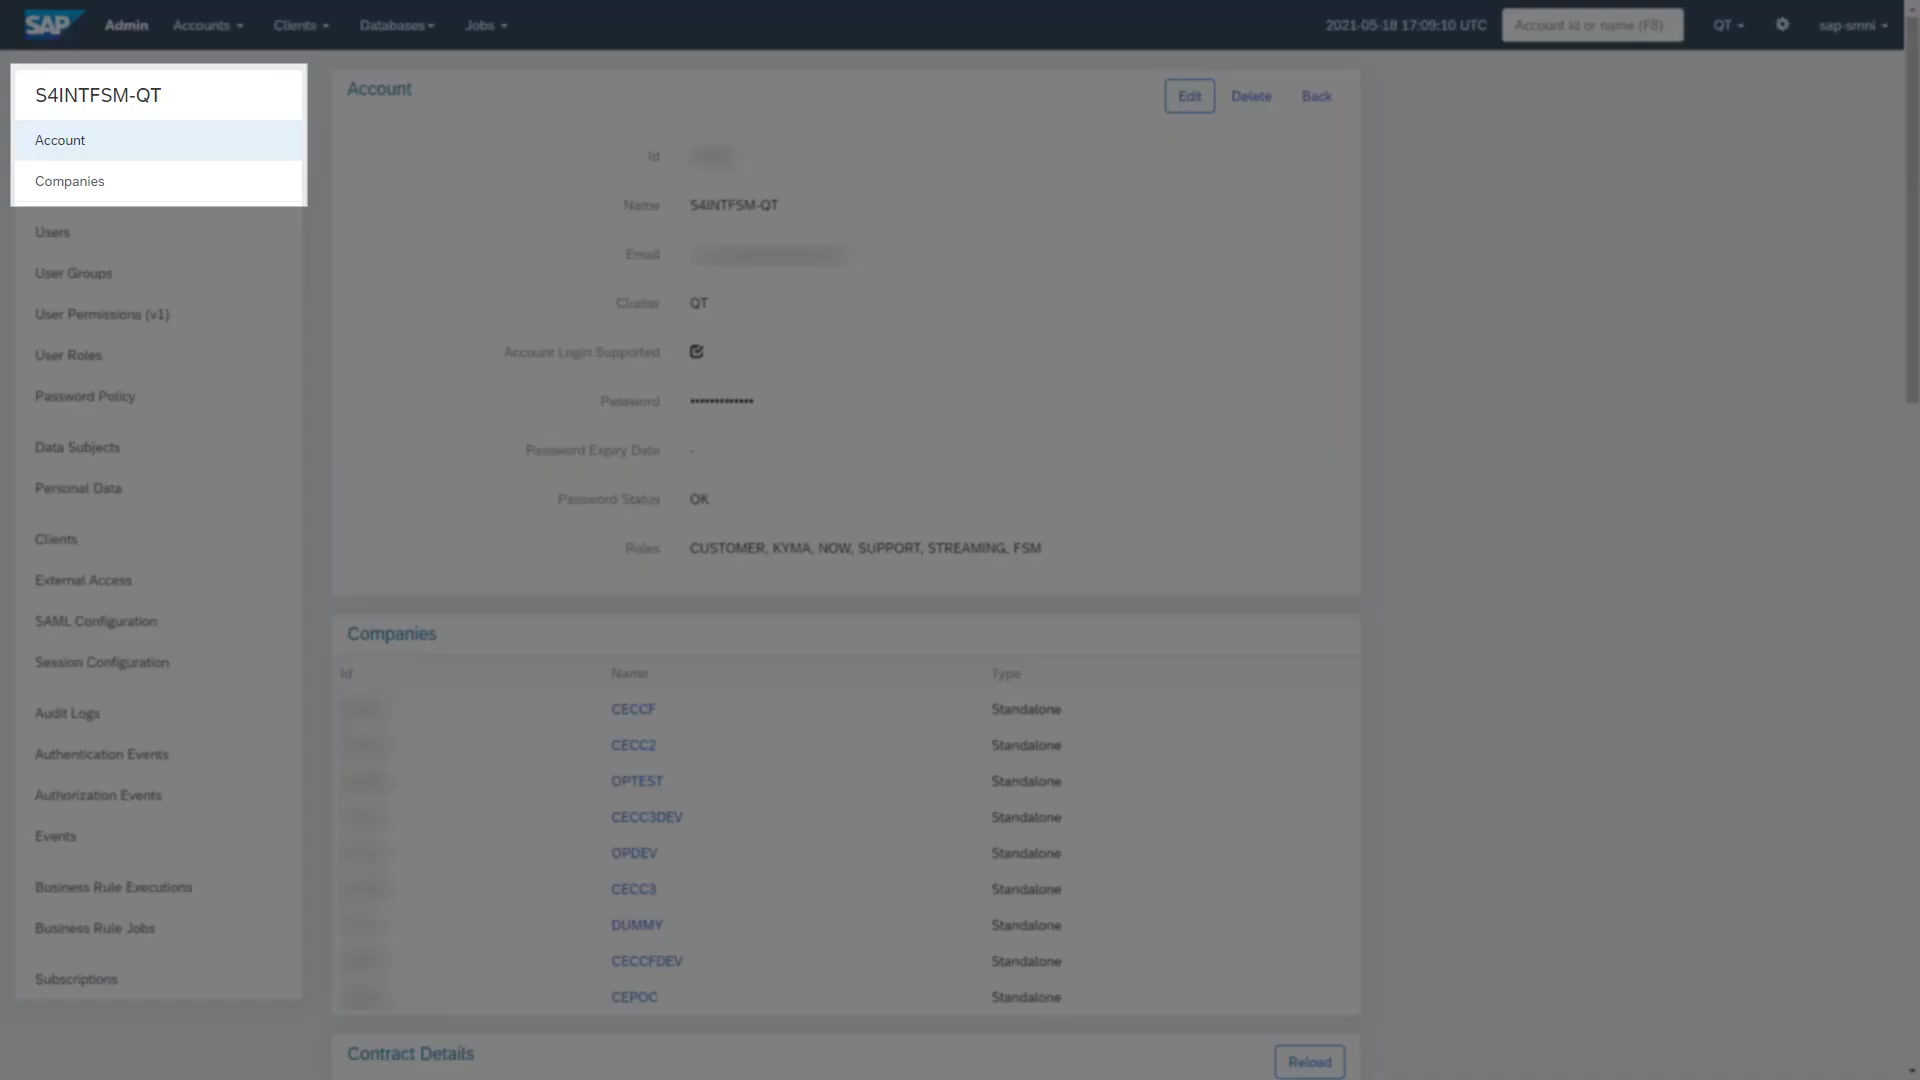 SAP Admin Accounts Clients Databases Jobs 2021-05-18 17:09:10 UTC Account id or name (F8) QT sap-smni
S4INTFSM-QT
Account
Companies
Users
User Groups
User Permissions (v1)
User Roles
Password Policy
Data Subjects
Personal Data
Clients
External Access
SAML Configuration
Session Configuration
Audit Logs
Authentication Events
Authorization Events
Events
Business Rule Executions
Business Rule Jobs
Subscriptions
Account Edit Delete Back
Id
Name S4INTFSM-QT
Email
Cluster QT
Account Login Supported
Password •••••••••••••
Password Expiry Date -
Password Status OK
Rules CUSTOMER, KYMA, NOW, SUPPORT, STREAMING, FSM
Companies
Id Name Type
CECCF Standalone
CECC2 Standalone
OPTEST Standalone
CECC3DEV Standalone
OPDEV Standalone
CECC3 Standalone
DUMMY Standalone
CECCFDEV Standalone
CEPOC Standalone
Contract Details Reload